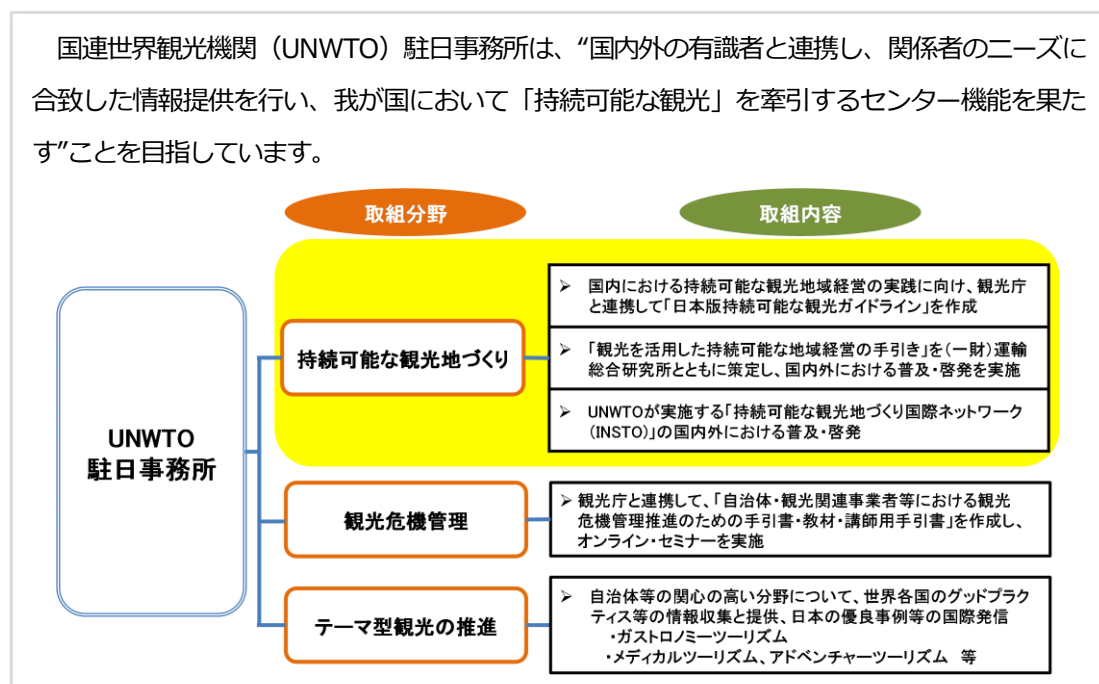 国連世界観光機関（UNWTO）駐日事務所は、“国内外の有識者と連携し、関係者のニーズに
合致した情報提供を行い、我が国において「持続可能な観光」を牽引するセンター機能を果た
す”ことを目指しています。
取組分野
取組内容
UNWTO
駐日事務所
持続可能な観光地づくり
➢ 国内における持続可能な観光地域経営の実践に向け、観光庁
と連携して「日本版持続可能な観光ガイドライン」を作成
➢ 「観光を活用した持続可能な地域経営の手引き」を(一財)運輸
総合研究所とともに策定し、国内外における普及・啓発を実施
➢ UNWTOが実施する「持続可能な観光地づくり国際ネットワーク
(INSTO)」の国内外における普及・啓発
観光危機管理
➢ 観光庁と連携して、「自治体・観光関連事業者等における観光
危機管理推進のための手引書・教材・講師用手引書」を作成し、
オンライン・セミナーを実施
テーマ型観光の推進
➢ 自治体等の関心の高い分野について、世界各国のグッドプラク
ティス等の情報収集と提供、日本の優良事例等の国際発信
・ガストロノミーツーリズム
・メディカルツーリズム、アドベンチャーツーリズム 等